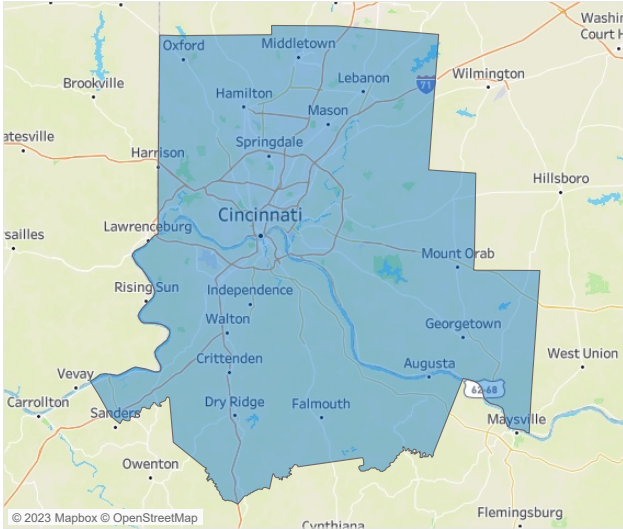 Washin
Court H
Oxford
Middletown
Brookville
Lebanon
Wilmington
71
Hamilton
Mason
atesville
Springdale
Harrison
Hillsboro
Cincinnati
Lawrenceburg
rsailles
Mount Orab
Rising Sun
Independence
Walton
Georgetown
West Union
Crittenden
Augusta
Vevay
62-68
Carrollton
Dry Ridge
Falmouth
Sanders
Maysville
Owenton
Flemingsburg
© 2023 Mapbox © OpenStreetMap
Cynthiana